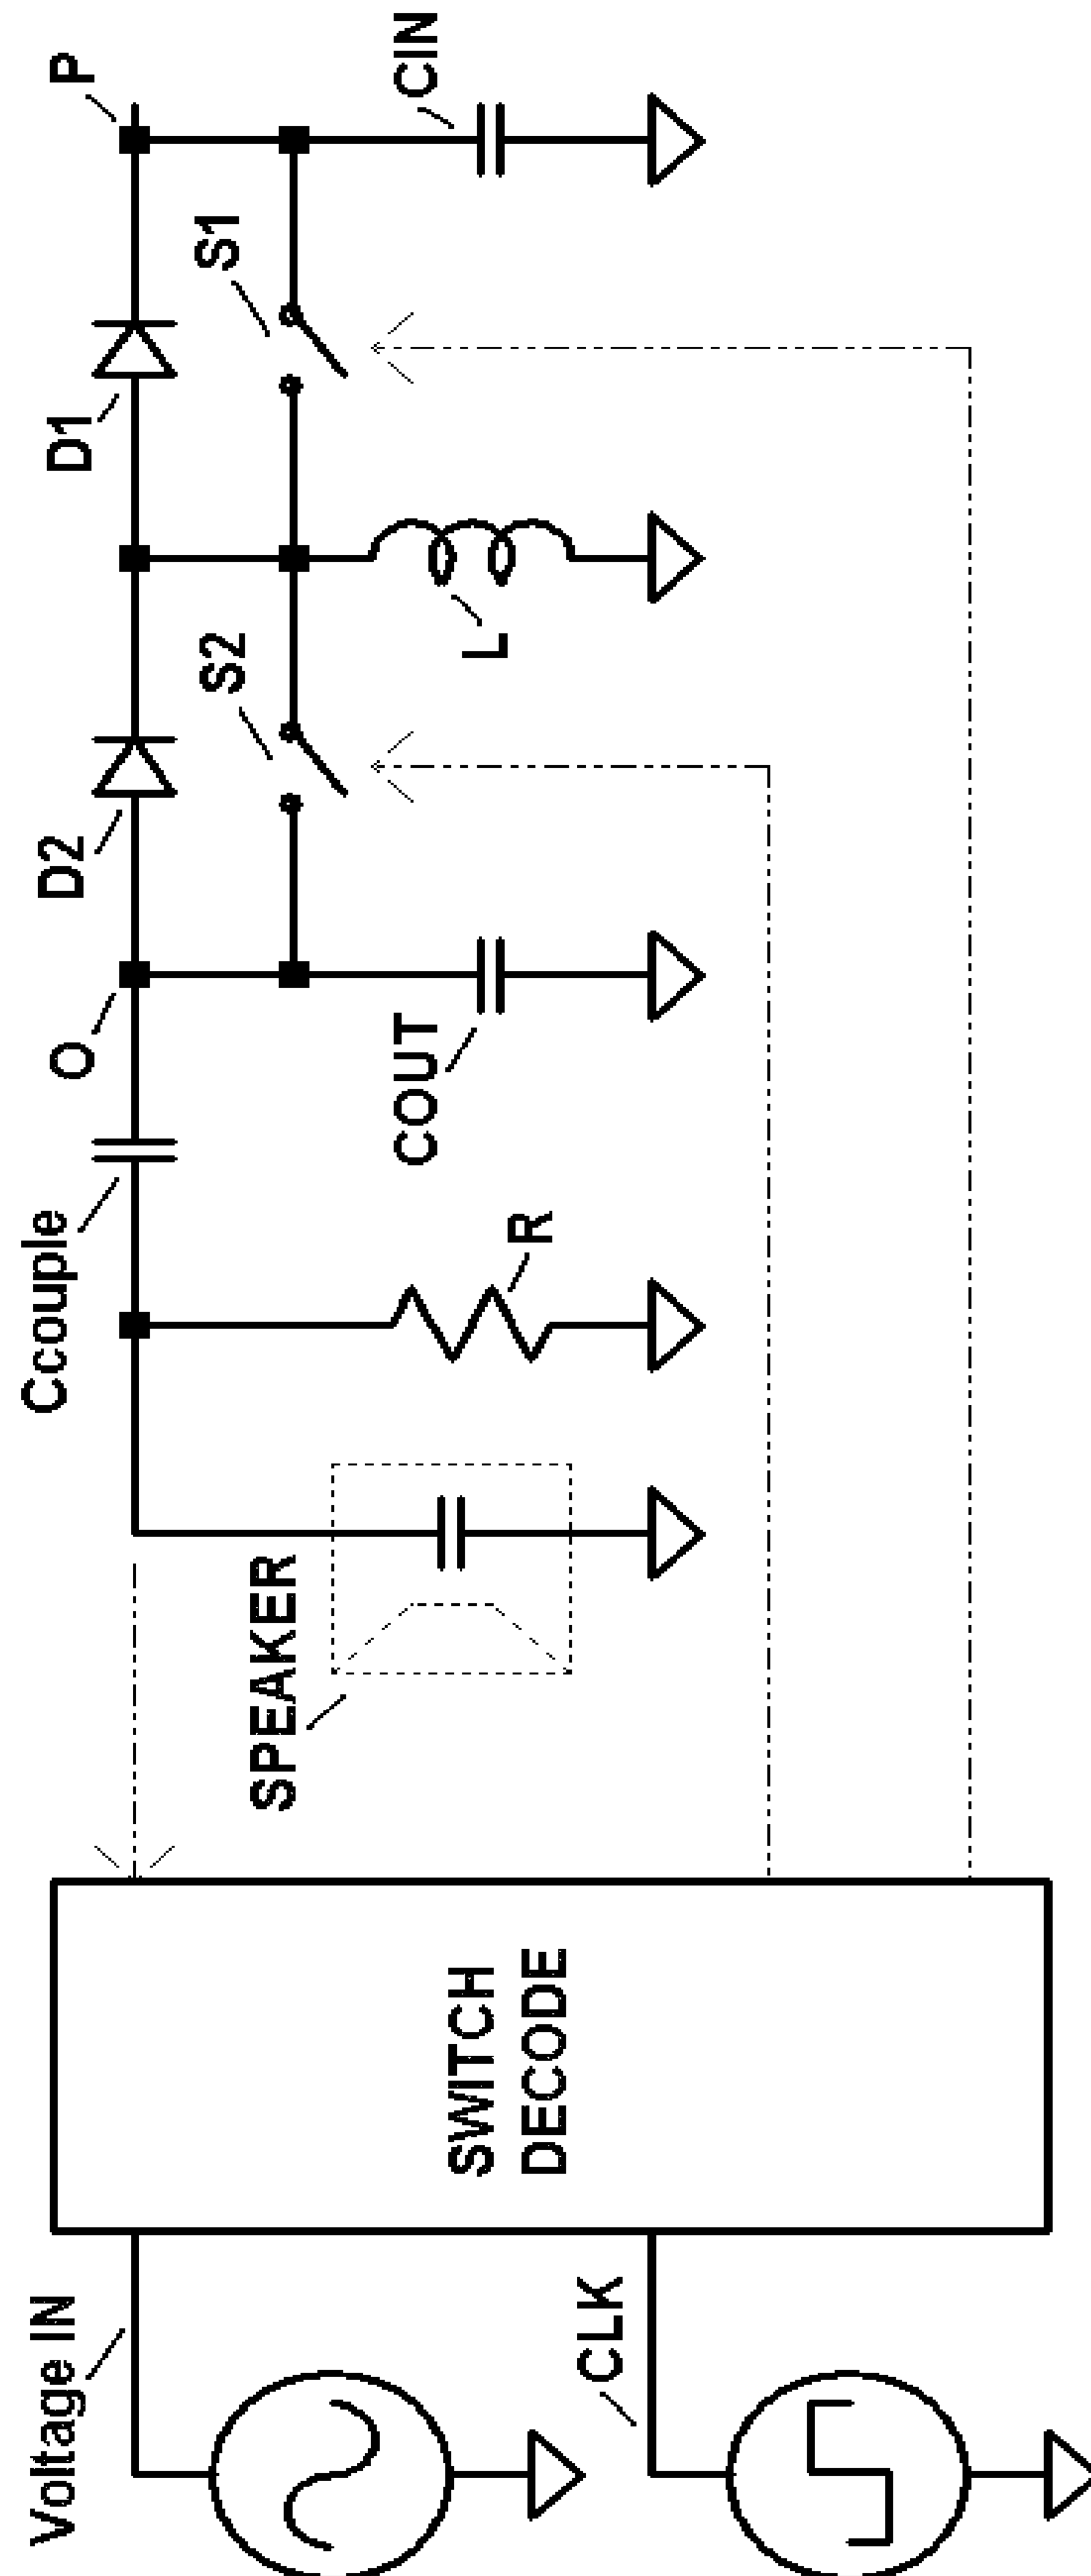 Voltage IN
CLK
SWITCH
DECODE
SPEAKER
R
Ccouple
COUT
O
D2
S2
L
D1
S1
CIN
P